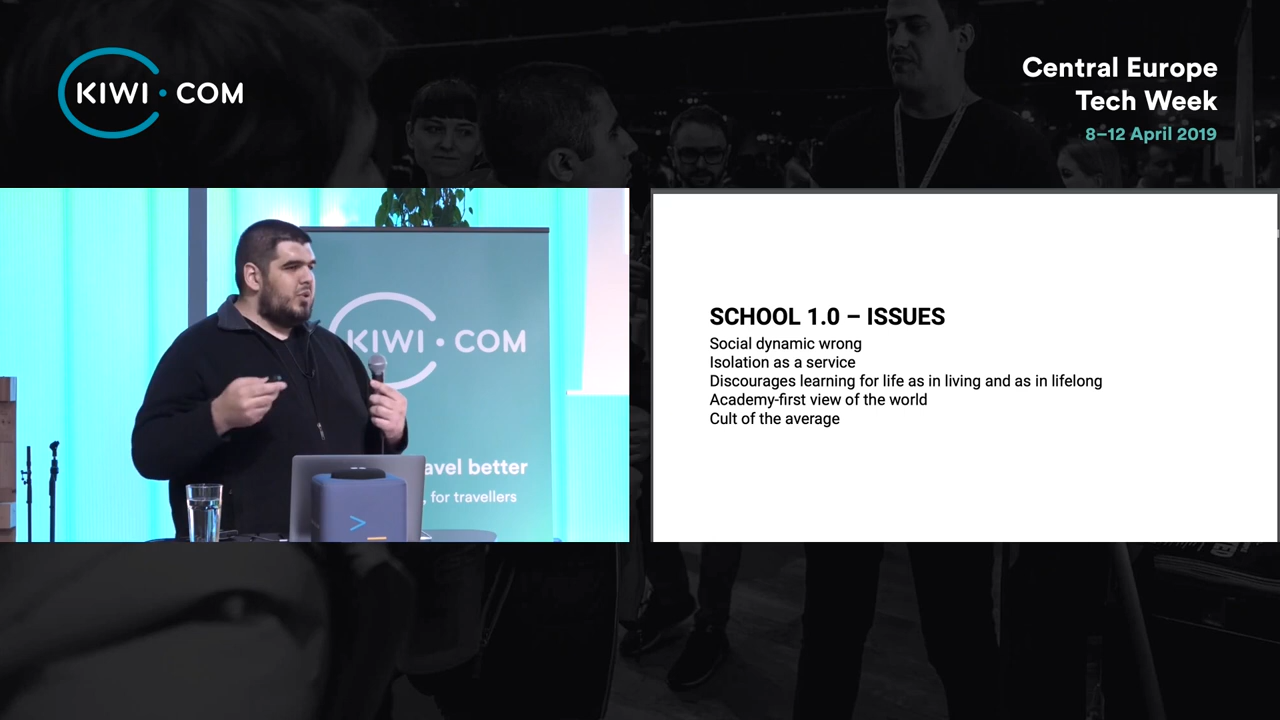 KIWI.COM
Central Europe
Tech Week
8–12 April 2019
KIWI.COM
avel better
, for travellers
>_
SCHOOL 1.0 – ISSUES
Social dynamic wrong
Isolation as a service
Discourages learning for life as in living and as in lifelong
Academy-first view of the world
Cult of the average